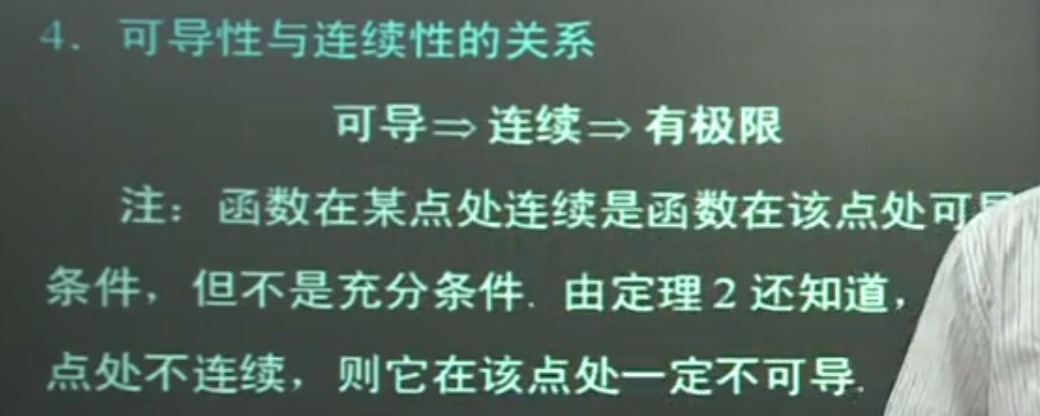 4. 可导性与连续性的关系
可导⇒连续⇒有极限
注：函数在某点处连续是函数在该点处可
条件，但不是充分条件. 由定理2还知道，
点处不连续，则它在该点处一定不可导.